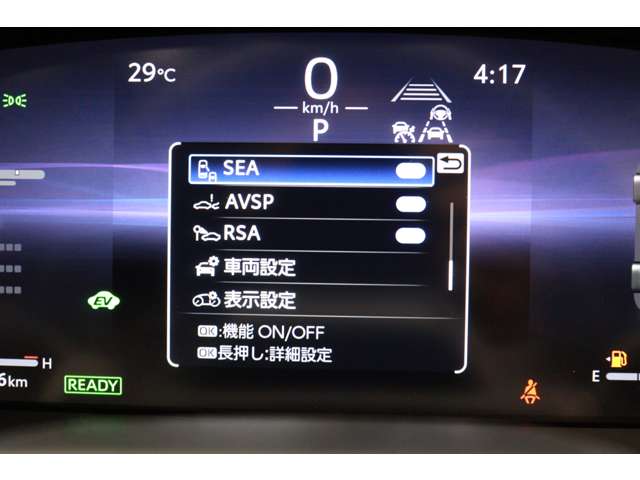 29℃
0
4:17
km/h
P
SEA
AVSP
RSA
車両設定
表示設定
EV
OK:機能 ON/OFF
OK長押し:詳細設定
H
6km
READY
E